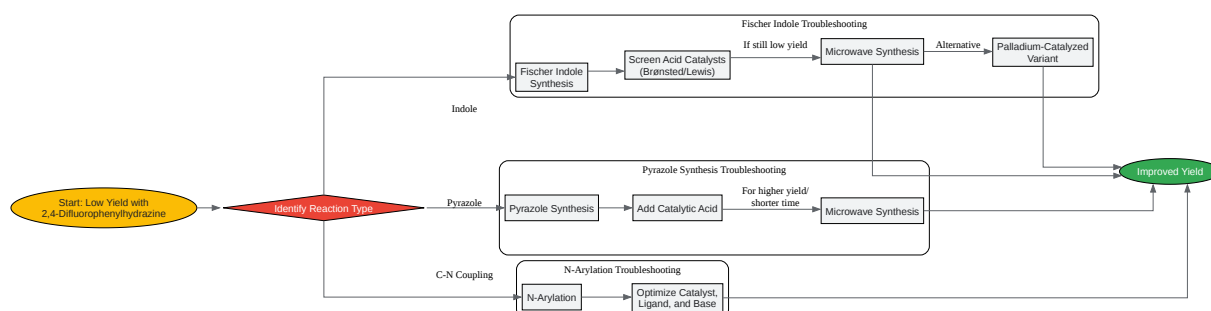 Fischer Indole Troubleshooting
Fischer Indole
Synthesis
Screen Acid Catalysts
(Brønsted/Lewis)
If still low yield
Microwave Synthesis
Alternative
Palladium-Catalyzed
Variant
Indole
Start: Low Yield with
2,4-Difluorophenylhydrazine
Identify Reaction Type
Pyrazole
Pyrazole Synthesis Troubleshooting
Pyrazole Synthesis
Add Catalytic Acid
For higher yield/
shorter time
Microwave Synthesis
Improved Yield
C-N Coupling
N-Arylation Troubleshooting
N-Arylation
Optimize Catalyst,
Ligand, and Base